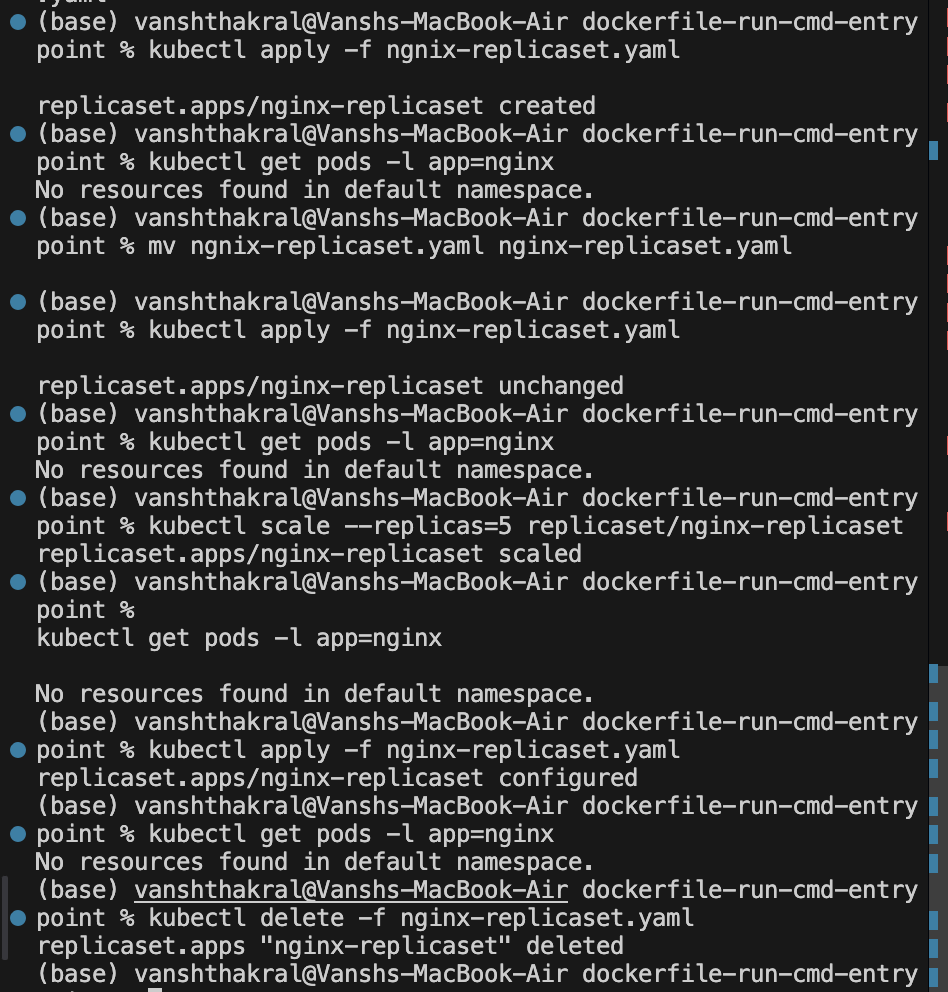 (base) vanshthakral@Vanshs-MacBook-Air dockerfile-run-cmd-entry
point % kubectl apply -f ngnix-replicaset.yaml
replicaset.apps/nginx-replicaset created
(base) vanshthakral@Vanshs-MacBook-Air dockerfile-run-cmd-entry
point % kubectl get pods -l app=nginx
No resources found in default namespace.
(base) vanshthakral@Vanshs-MacBook-Air dockerfile-run-cmd-entry
point % mv ngnix-replicaset.yaml nginx-replicaset.yaml
(base) vanshthakral@Vanshs-MacBook-Air dockerfile-run-cmd-entry
point % kubectl apply -f nginx-replicaset.yaml
replicaset.apps/nginx-replicaset unchanged
(base) vanshthakral@Vanshs-MacBook-Air dockerfile-run-cmd-entry
point % kubectl get pods -l app=nginx
No resources found in default namespace.
(base) vanshthakral@Vanshs-MacBook-Air dockerfile-run-cmd-entry
point % kubectl scale --replicas=5 replicaset/nginx-replicaset
replicaset.apps/nginx-replicaset scaled
(base) vanshthakral@Vanshs-MacBook-Air dockerfile-run-cmd-entry
point %
kubectl get pods -l app=nginx
No resources found in default namespace.
(base) vanshthakral@Vanshs-MacBook-Air dockerfile-run-cmd-entry
point % kubectl apply -f nginx-replicaset.yaml
replicaset.apps/nginx-replicaset configured
(base) vanshthakral@Vanshs-MacBook-Air dockerfile-run-cmd-entry
point % kubectl get pods -l app=nginx
No resources found in default namespace.
(base) vanshthakral@Vanshs-MacBook-Air dockerfile-run-cmd-entry
point % kubectl delete -f nginx-replicaset.yaml
replicaset.apps "nginx-replicaset" deleted
(base) vanshthakral@Vanshs-MacBook-Air dockerfile-run-cmd-entry